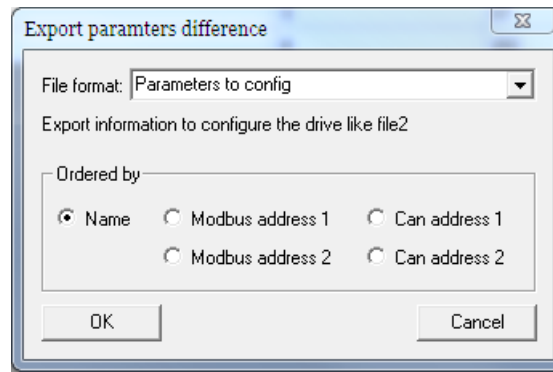 Export paramters difference
File format: Parameters to config
Export information to configure the drive like file2
Ordered by
Name Modbus address 1 Can address 1
Modbus address 2 Can address 2
OK Cancel